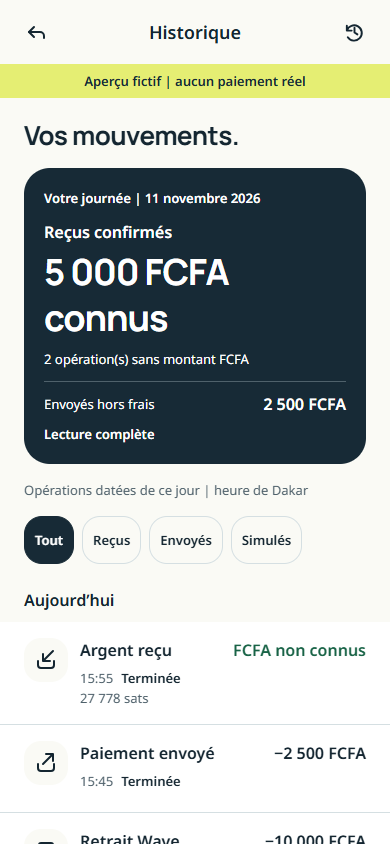 Historique
Aperçu fictif | aucun paiement réel
Vos mouvements.
Votre journée | 11 novembre 2026
Reçus confirmés
5 000 FCFA
connus
2 opération(s) sans montant FCFA
Envoyés hors frais 2 500 FCFA
Lecture complète
Opérations datées de ce jour | heure de Dakar
Tout Reçus Envoyés Simulés
Aujourd’hui
Argent reçu FCFA non connus
15:55 Terminée
27 778 sats
Paiement envoyé −2 500 FCFA
15:45 Terminée
Retrait Wave −10 000 FCFA